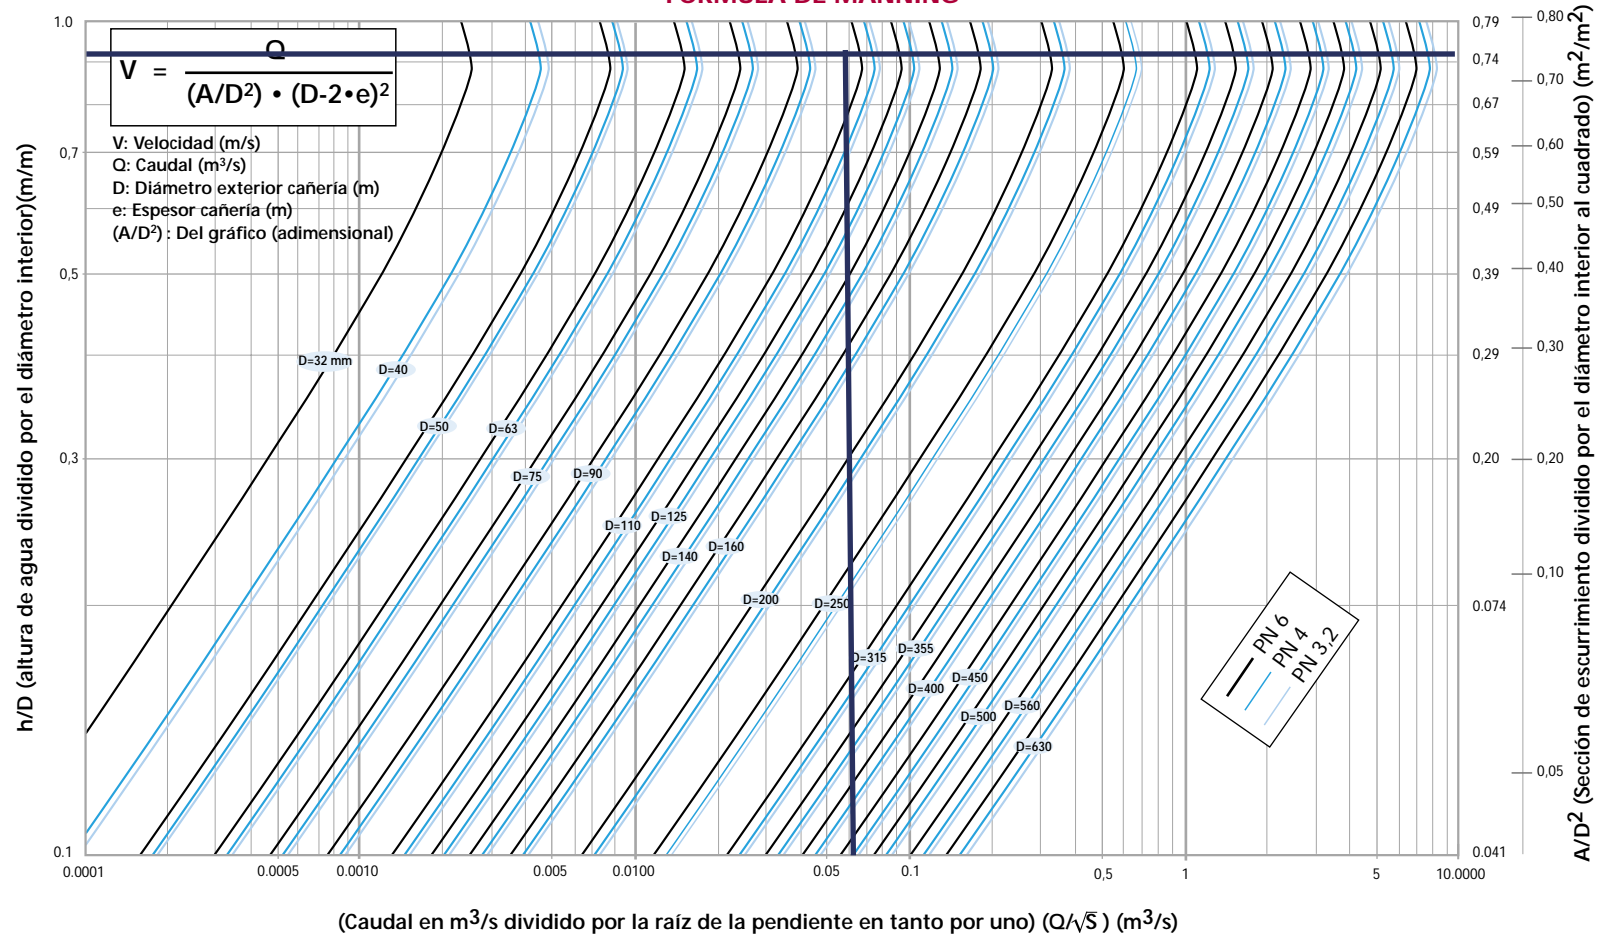 FÓRMULA DE MANNING
V = Q / (A/D²) • (D-2•e)²
V: Velocidad (m/s)
Q: Caudal (m³/s)
D: Diámetro exterior cañería (m)
e: Espesor cañería (m)
(A/D²) : Del gráfico (adimensional)
h/D (altura de agua dividido por el diámetro interior)(m/m)
1.0
0,7
0,5
0,3
0.1
D=32 mm
D=40
D=50
D=63
D=75
D=90
D=110
D=125
D=140
D=160
D=200
D=250
D=315
D=355
D=400
D=450
D=500
D=560
D=630
PN 6
PN 4
PN 3,2
0,79
0,74
0,67
0,59
0,49
0,39
0,29
0,20
0.074
0.041
0,80
0,70
0,60
0,50
0,40
0,30
0,20
0,10
0,05
A/D² (Sección de escurrimiento dividido por el diámetro interior al cuadrado) (m²/m²)
0.0001
0.0005
0.0010
0.005
0.0100
0.05
0.1
0,5
1
5
10.0000
(Caudal en m³/s dividido por la raíz de la pendiente en tanto por uno) (Q/√S ) (m³/s)